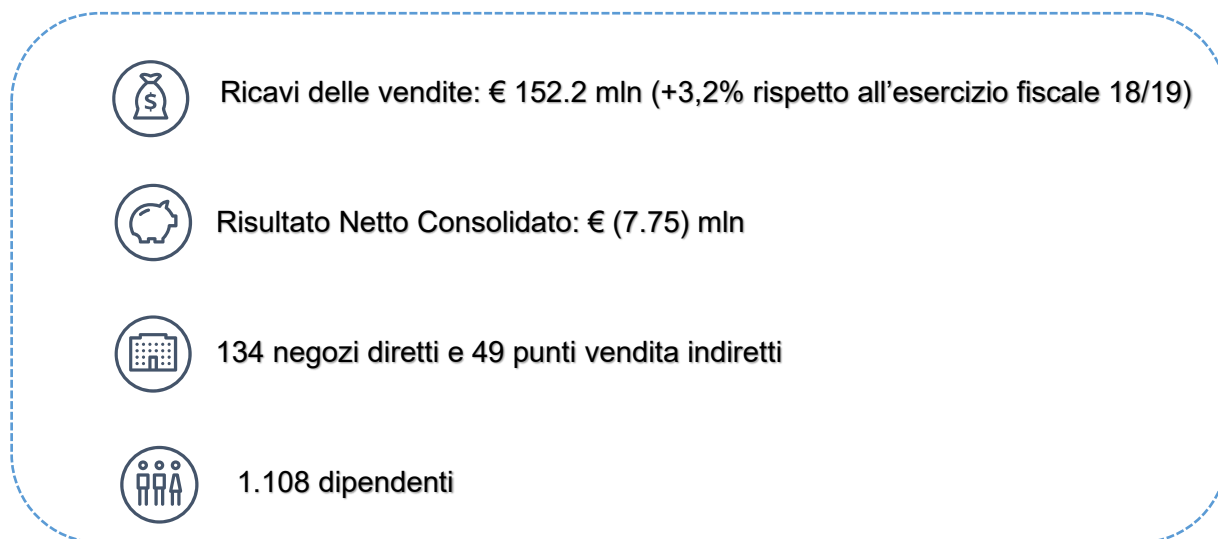 Ricavi delle vendite: € 152.2 mln (+3,2% rispetto all’esercizio fiscale 18/19)
Risultato Netto Consolidato: € (7.75) mln
134 negozi diretti e 49 punti vendita indiretti
1.108 dipendenti